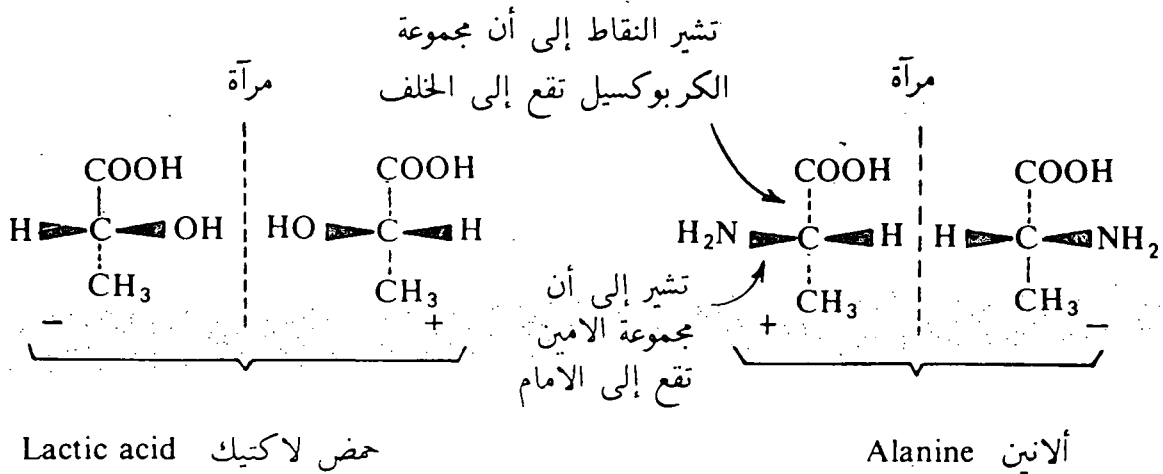 تشير النقاط إلى أن مجموعة
الكربوكسيل تقع إلى الخلف
مرآة
مرآة
COOH
H C OH
CH3
−
COOH
HO C H
CH3
+
COOH
H2N C H
CH3
+
COOH
H C NH2
CH3
−
تشير إلى أن
مجموعة الامين
تقع إلى الامام
حمض لاكتيك Lactic acid
ألانين Alanine